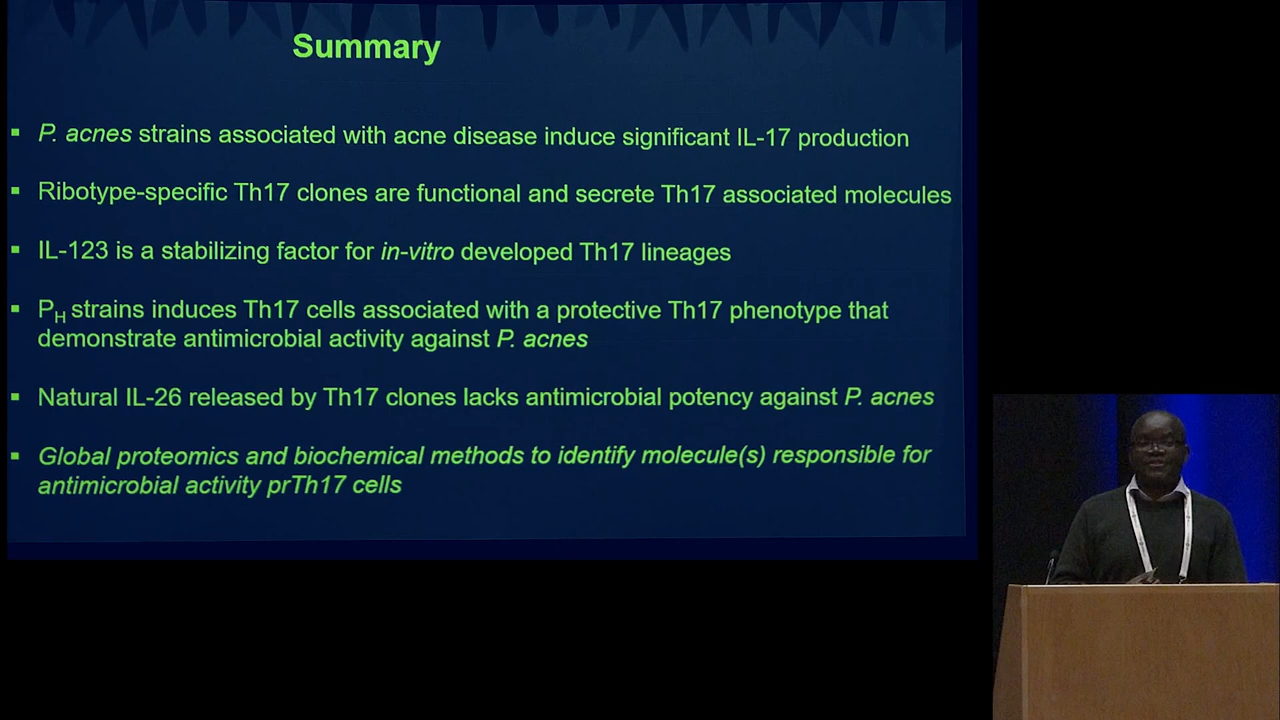 Summary
▪ P. acnes strains associated with acne disease induce significant IL-17 production
▪ Ribotype-specific Th17 clones are functional and secrete Th17 associated molecules
▪ IL-123 is a stabilizing factor for in-vitro developed Th17 lineages
▪ PH strains induces Th17 cells associated with a protective Th17 phenotype that
demonstrate antimicrobial activity against P. acnes
▪ Natural IL-26 released by Th17 clones lacks antimicrobial potency against P. acnes
▪ Global proteomics and biochemical methods to identify molecule(s) responsible for
antimicrobial activity prTh17 cells